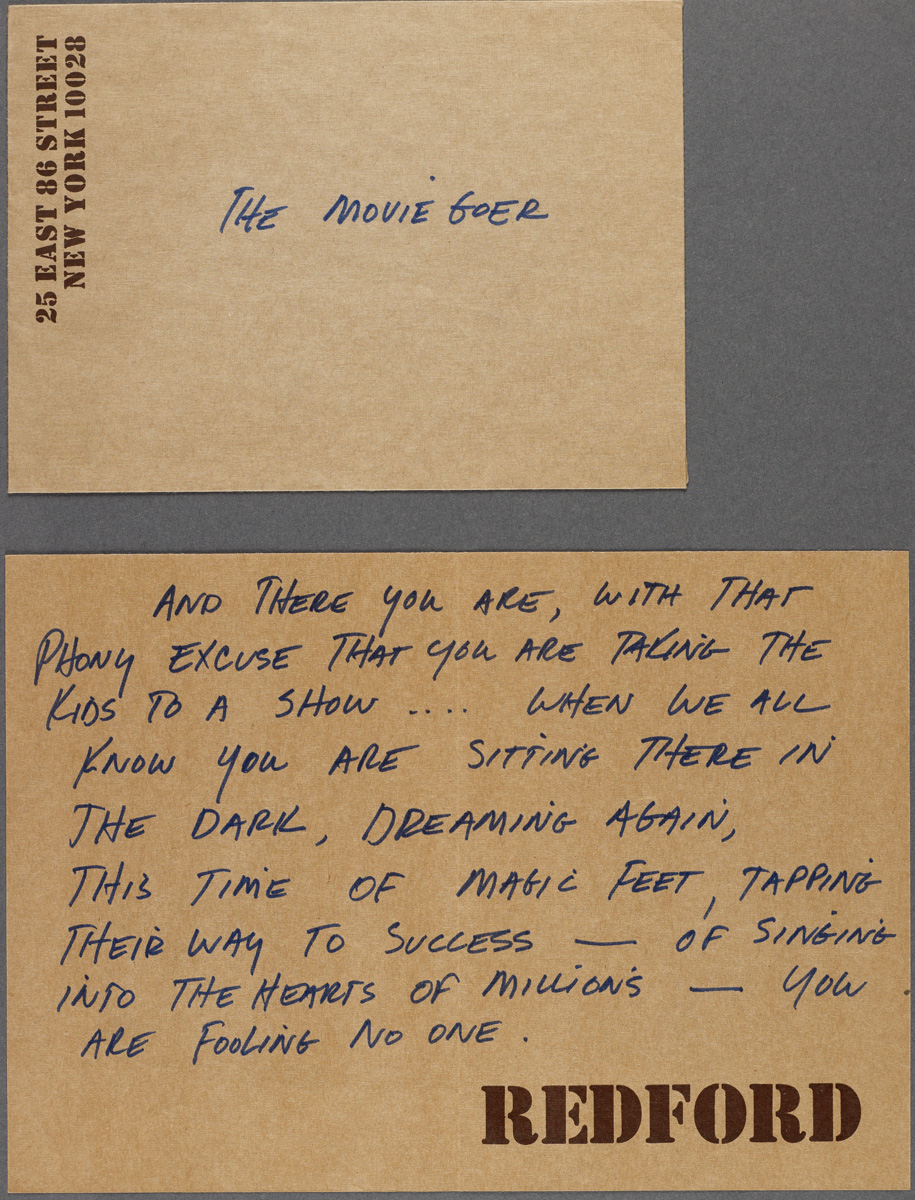 25 EAST 86 STREET
NEW YORK 10028
THE MOVIE GOER
AND THERE YOU ARE, WITH THAT
PHONY EXCUSE THAT YOU ARE TAKING THE
KIDS TO A SHOW .... WHEN WE ALL
KNOW YOU ARE SITTING THERE IN
THE DARK, DREAMING AGAIN,
THIS TIME OF MAGIC FEET, TAPPING
THEIR WAY TO SUCCESS — OF SINGING
INTO THE HEARTS OF MILLIONS — YOU
ARE FOOLING NO ONE.
REDFORD